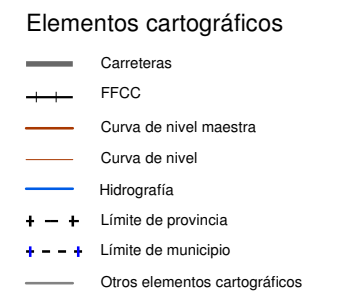 Elementos cartográficos
Carreteras
FFCC
Curva de nivel maestra
Curva de nivel
Hidrografía
Límite de provincia
Límite de municipio
Otros elementos cartográficos